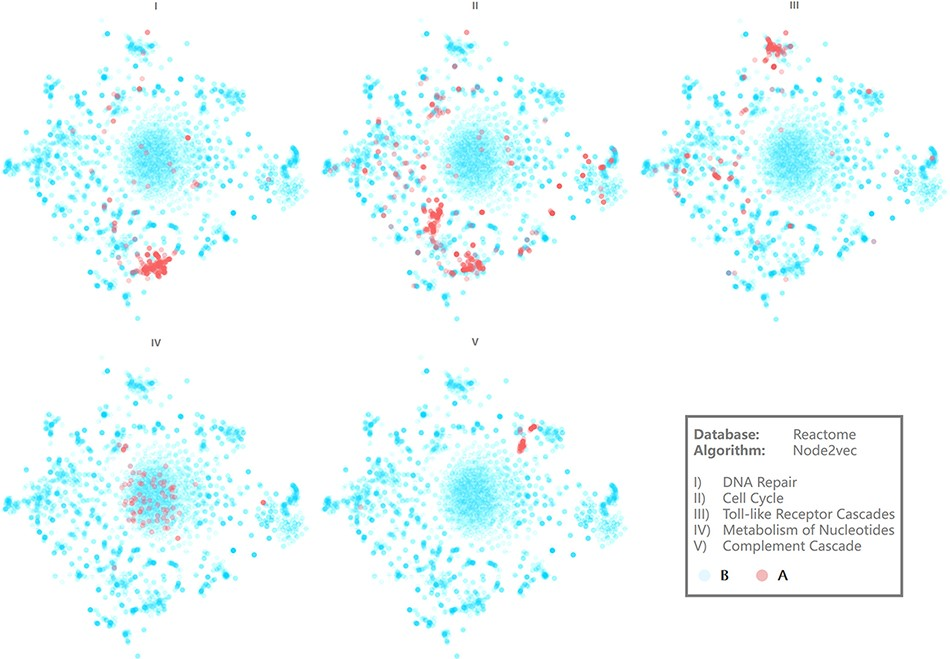 I
II
III
IV
V
Database: Reactome
Algorithm: Node2vec
I) DNA Repair
II) Cell Cycle
III) Toll-like Receptor Cascades
IV) Metabolism of Nucleotides
V) Complement Cascade
B A